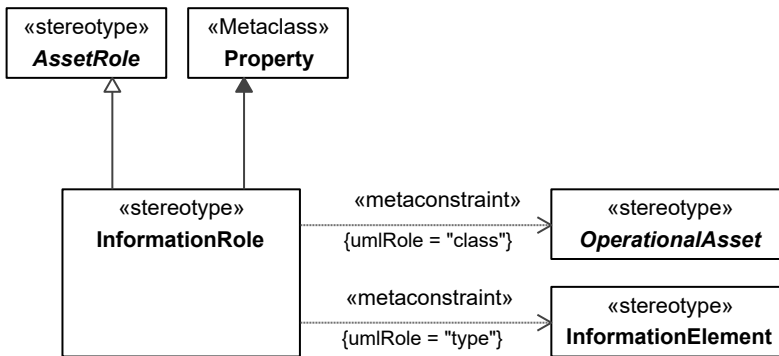 «stereotype»
AssetRole
«Metaclass»
Property
«stereotype»
InformationRole
«metaconstraint»
{umlRole = "class"}
«stereotype»
OperationalAsset
«metaconstraint»
{umlRole = "type"}
«stereotype»
InformationElement